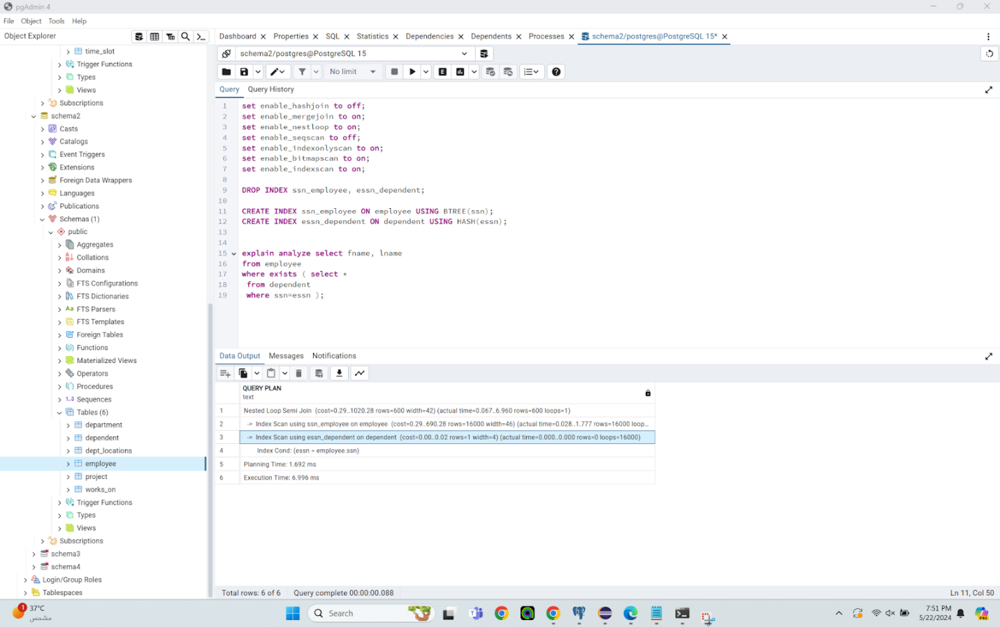 pgAdmin 4
File Object Tools Help
Object Explorer
Dashboard Properties SQL Statistics Dependencies Dependents Processes schema2/postgres@PostgreSQL 15*
schema2/postgres@PostgreSQL 15
No limit
Query Query History
time_slot
Trigger Functions
Types
Views
Subscriptions
schema2
Casts
Catalogs
Event Triggers
Extensions
Foreign Data Wrappers
Languages
Publications
Schemas (1)
public
Aggregates
Collations
Domains
FTS Configurations
FTS Dictionaries
Aa FTS Parsers
FTS Templates
Foreign Tables
Functions
Materialized Views
Operators
Procedures
1..3 Sequences
Tables (6)
department
dependent
dept_locations
employee
project
works_on
Trigger Functions
Types
Views
Subscriptions
schema3
schema4
Login/Group Roles
Tablespaces
1 set enable_hashjoin to off;
2 set enable_mergejoin to on;
3 set enable_nestloop to on;
4 set enable_seqscan to off;
5 set enable_indexonlyscan to on;
6 set enable_bitmapscan to on;
7 set enable_indexscan to on;
8
9 DROP INDEX ssn_employee, essn_dependent;
10
11 CREATE INDEX ssn_employee ON employee USING BTREE(ssn);
12 CREATE INDEX essn_dependent ON dependent USING HASH(essn);
13
14
15 explain analyze select fname, lname
16 from employee
17 where exists ( select *
18 from dependent
19 where ssn=essn );
Data Output Messages Notifications
QUERY PLAN
text
1 Nested Loop Semi Join (cost=0.29..1020.28 rows=600 width=42) (actual time=0.067..6.960 rows=600 loops=1)
2 -> Index Scan using ssn_employee on employee (cost=0.29..690.28 rows=16000 width=46) (actual time=0.028..1.777 rows=16000 loop...
3 -> Index Scan using essn_dependent on dependent (cost=0.00..0.02 rows=1 width=4) (actual time=0.000..0.000 rows=0 loops=16000)
4 Index Cond: (essn = employee.ssn)
5 Planning Time: 1.692 ms
6 Execution Time: 6.996 ms
Total rows: 6 of 6 Query complete 00:00:00.088 Ln 11, Col 50
1
37°C
مشمس
Search
7:51 PM
5/22/2024
PRE